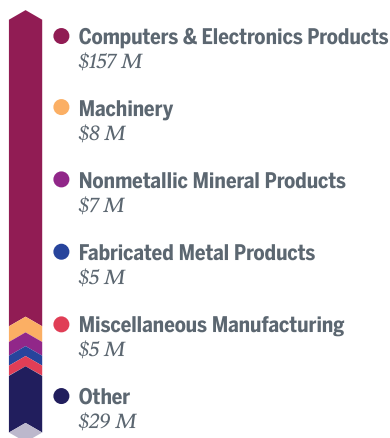 Computers & Electronics Products
$157 M
Machinery
$8 M
Nonmetallic Mineral Products
$7 M
Fabricated Metal Products
$5 M
Miscellaneous Manufacturing
$5 M
Other
$29 M